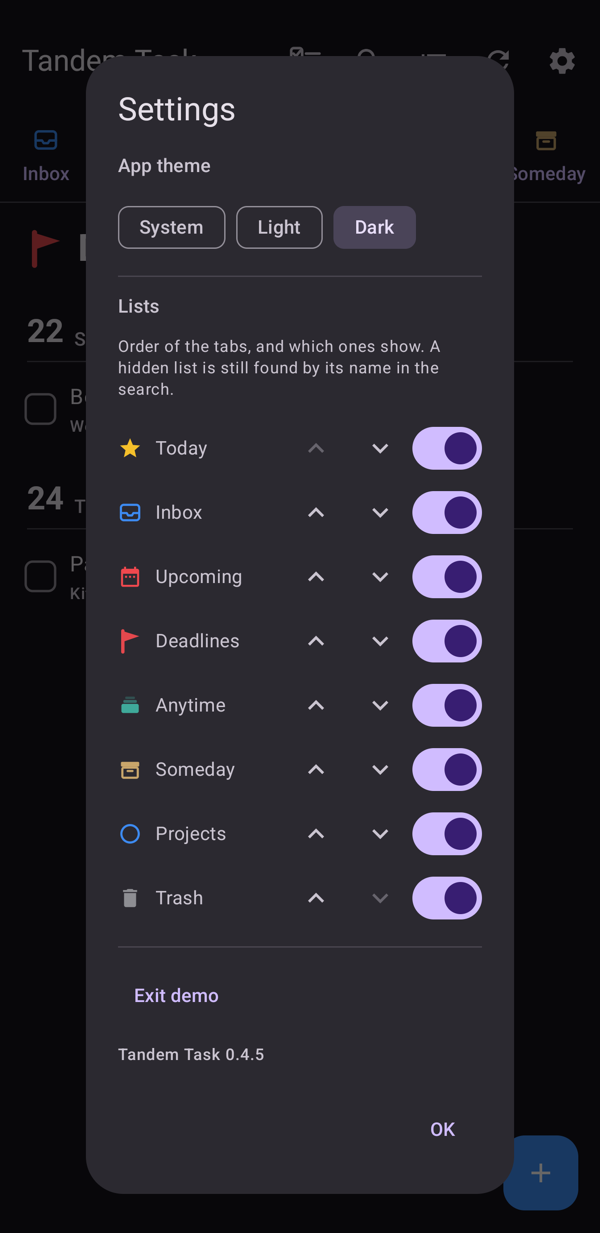 Tandem Task
Inbox
Someday
22
24
Settings
App theme
System
Light
Dark
Lists
Order of the tabs, and which ones show. A
hidden list is still found by its name in the
search.
Today
Inbox
Upcoming
Deadlines
Anytime
Someday
Projects
Trash
Exit demo
Tandem Task 0.4.5
OK